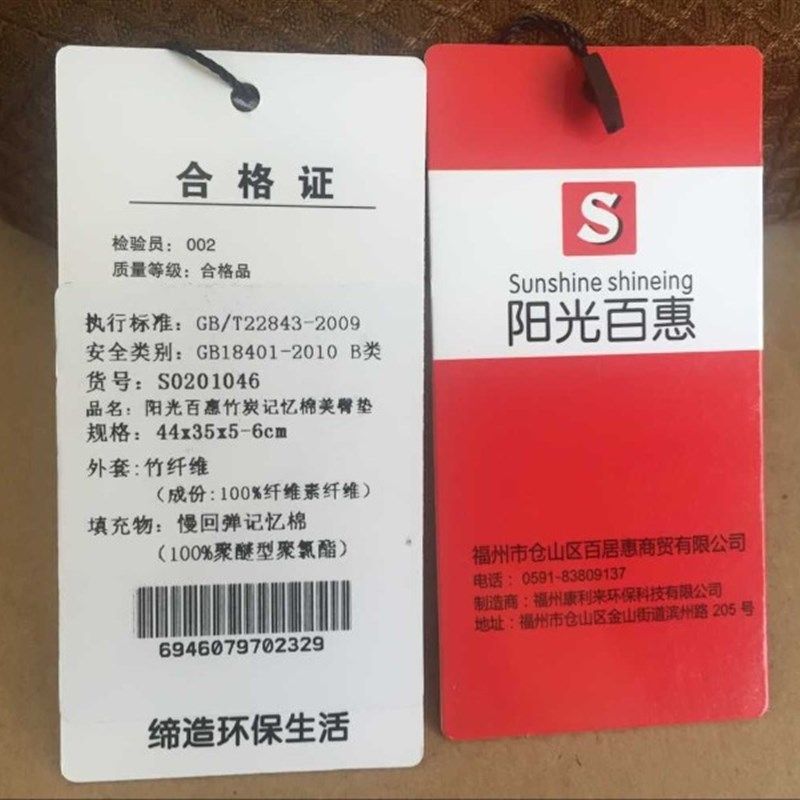 合格证
检验员：002
质量等级：合格品
执行标准：GB/T22843-2009
安全类别：GB18401-2010 B类
货号：S0201046
品名：阳光百惠竹炭记忆棉美臀垫
规格：44x35x5-6cm
外套：竹纤维
（成份：100%纤维素纤维）
填充物：慢回弹记忆棉
（100%聚醚型聚氯酯）
6946079702329
缔造环保生活
S
Sunshine shineing
阳光百惠
福州市仓山区百居惠商贸有限公司
电话：0591-83809137
制造商：福州康利来环保科技有限公司
地址：福州市仓山区金山街道滨州路 205 号